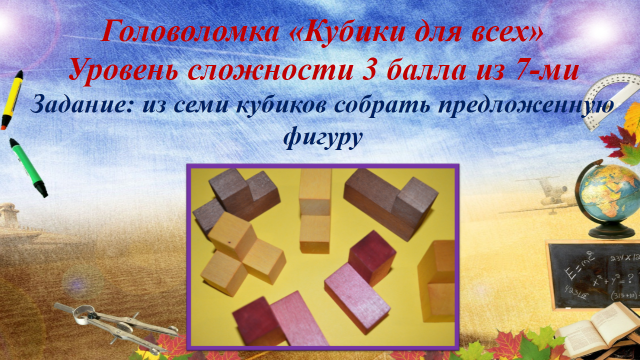 Головоломка «Кубики для всех»
Уровень сложности 3 балла из 7-ми
Задание: из семи кубиков собрать предложенную
фигуру